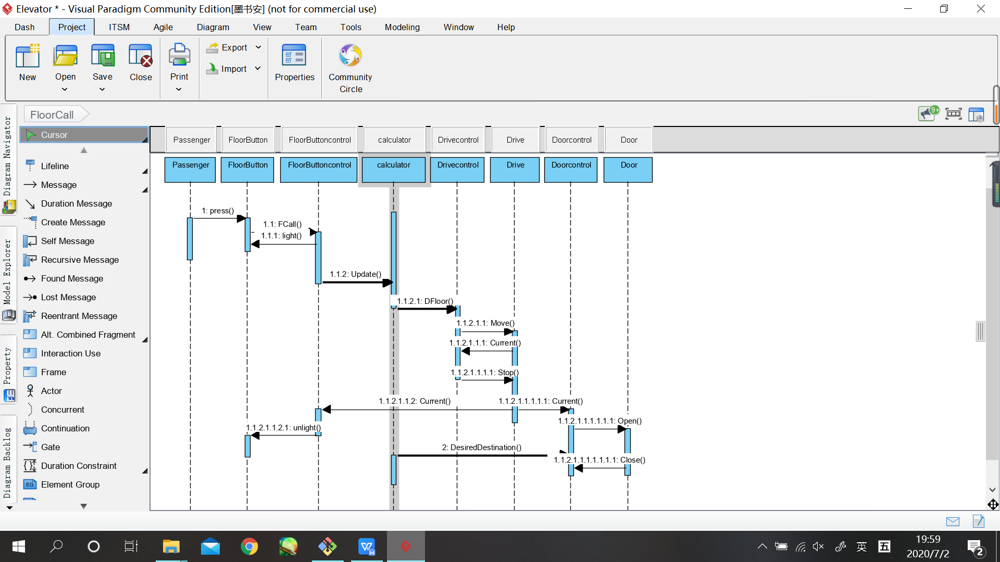 Elevator * - Visual Paradigm Community Edition[墨书安] (not for commercial use)
Dash Project ITSM Agile Diagram View Team Tools Modeling Window Help
New Open Save Close Print Export Import Properties Community Circle
FloorCall
9+
Diagram Navigator
Model Explorer
Property
Diagram Backlog
Cursor
Lifeline
Message
Duration Message
Create Message
Self Message
Recursive Message
Found Message
Lost Message
Reentrant Message
Alt. Combined Fragment
Interaction Use
Frame
Actor
Concurrent
Continuation
Gate
Duration Constraint
EG Element Group
Passenger FloorButton FloorButtoncontrol calculator Drivecontrol Drive Doorcontrol Door
Passenger FloorButton FloorButtoncontrol calculator Drivecontrol Drive Doorcontrol Door
1: press()
1.1: FCall()
1.1.1: light()
1.1.2: Update()
1.1.2.1: DFloor()
1.1.2.1.1: Move()
1.1.2.1.1.1: Current()
1.1.2.1.1.1.1: Stop()
1.1.2.1.1.2: Current() 1.1.2.1.1.1.1.1: Current()
1.1.2.1.1.1.1.1.1: Open()
1.1.2.1.1.2.1: unlight()
2: DesiredDestination()
1.1.2.1.1.1.1.1.1.1: Close()
英 五
19:59
2020/7/2
2